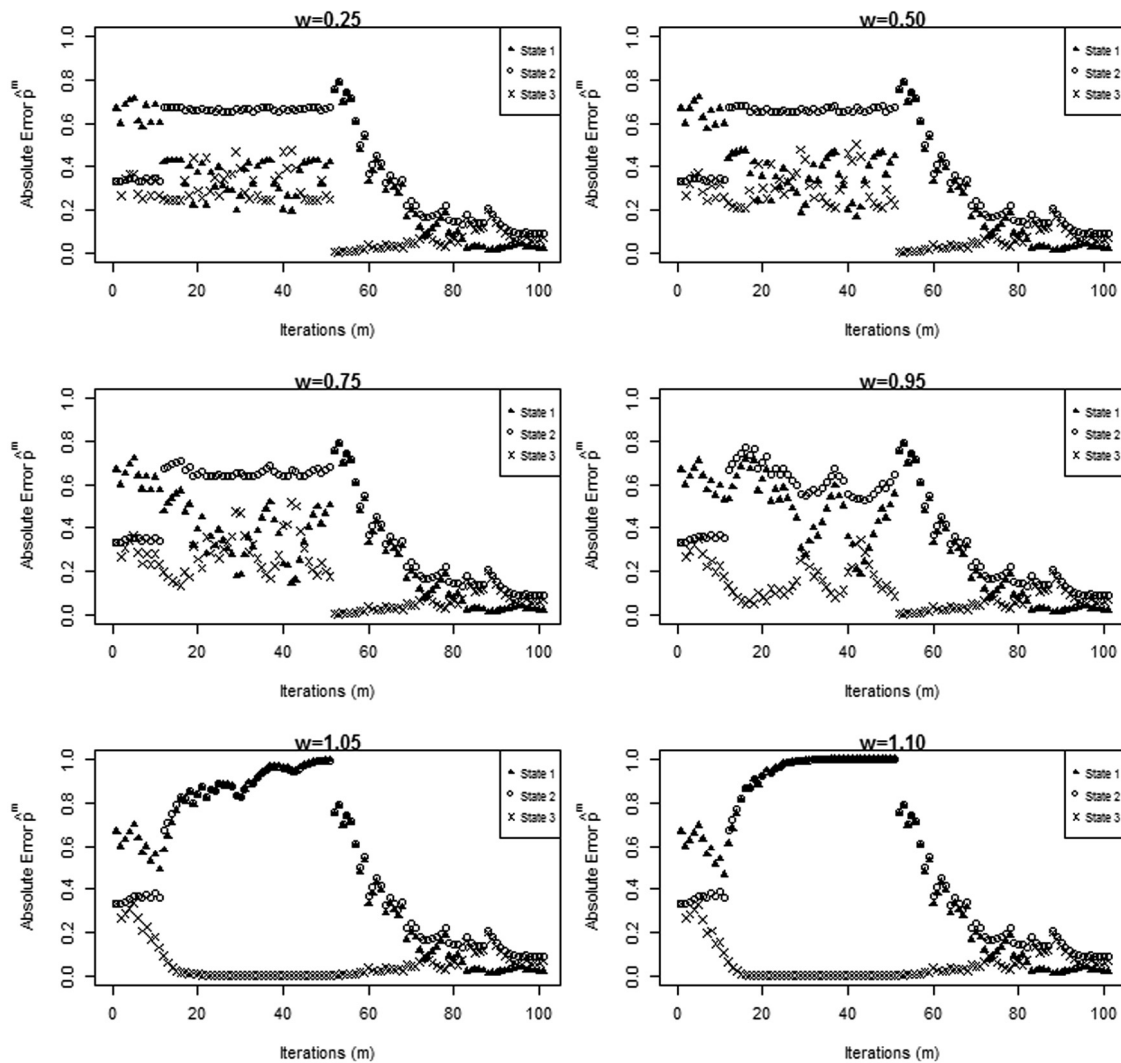 w=0.25
Absolute Error p̂^m
0.0 0.2 0.4 0.6 0.8 1.0
State 1
State 2
State 3
0 20 40 60 80 100
Iterations (m)
w=0.50
Absolute Error p̂^m
0.0 0.2 0.4 0.6 0.8 1.0
State 1
State 2
State 3
0 20 40 60 80 100
Iterations (m)
w=0.75
Absolute Error p̂^m
0.0 0.2 0.4 0.6 0.8 1.0
State 1
State 2
State 3
0 20 40 60 80 100
Iterations (m)
w=0.95
Absolute Error p̂^m
0.0 0.2 0.4 0.6 0.8 1.0
State 1
State 2
State 3
0 20 40 60 80 100
Iterations (m)
w=1.05
Absolute Error p̂^m
0.0 0.2 0.4 0.6 0.8 1.0
State 1
State 2
State 3
0 20 40 60 80 100
Iterations (m)
w=1.10
Absolute Error p̂^m
0.0 0.2 0.4 0.6 0.8 1.0
State 1
State 2
State 3
0 20 40 60 80 100
Iterations (m)